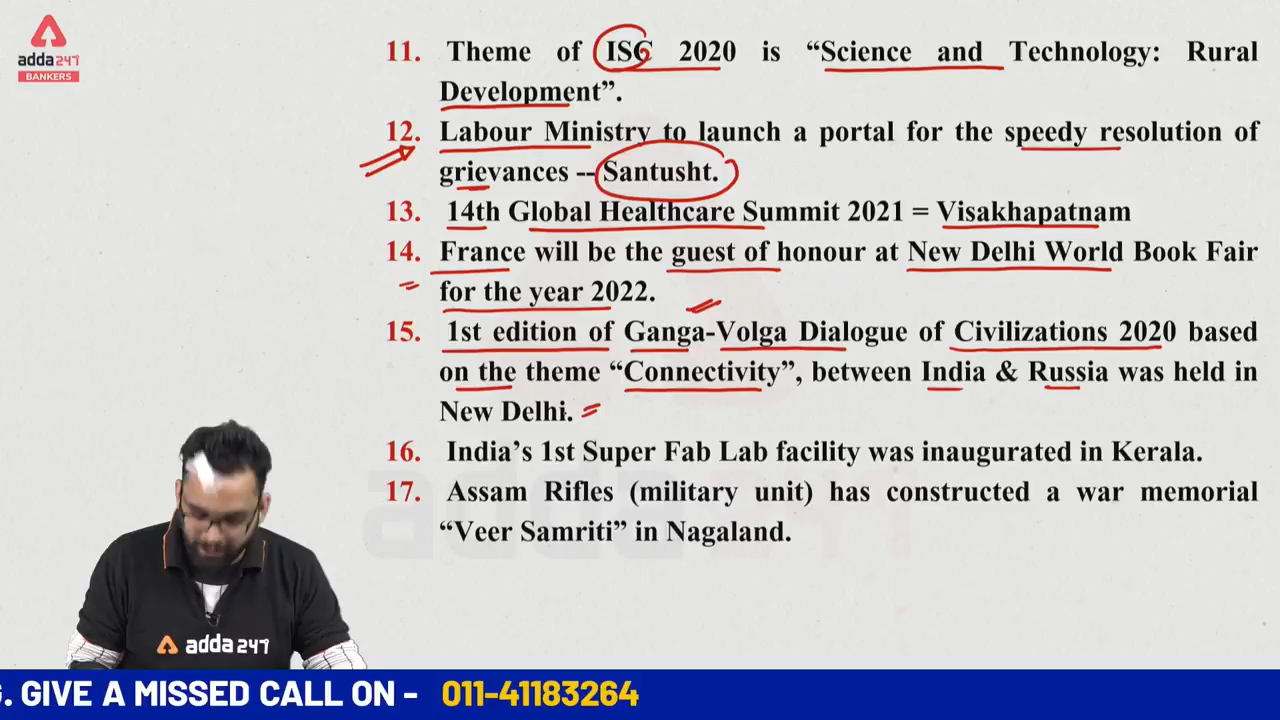 adda247
BANKERS
11. Theme of ISC 2020 is “Science and Technology: Rural
Development”.
12. Labour Ministry to launch a portal for the speedy resolution of
grievances -- Santusht.
13. 14th Global Healthcare Summit 2021 = Visakhapatnam
14. France will be the guest of honour at New Delhi World Book Fair
for the year 2022.
15. 1st edition of Ganga-Volga Dialogue of Civilizations 2020 based
on the theme “Connectivity”, between India & Russia was held in
New Delhi.
16. India’s 1st Super Fab Lab facility was inaugurated in Kerala.
17. Assam Rifles (military unit) has constructed a war memorial
“Veer Samriti” in Nagaland.
adda247
adda247
G. GIVE A MISSED CALL ON - 011-41183264